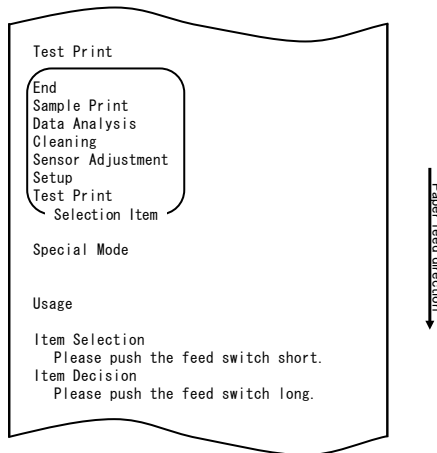 Test Print
End
Sample Print
Data Analysis
Cleaning
Sensor Adjustment
Setup
Test Print
Selection Item
Special Mode
Usage
Item Selection
Please push the feed switch short.
Item Decision
Please push the feed switch long.
Paper feed direction